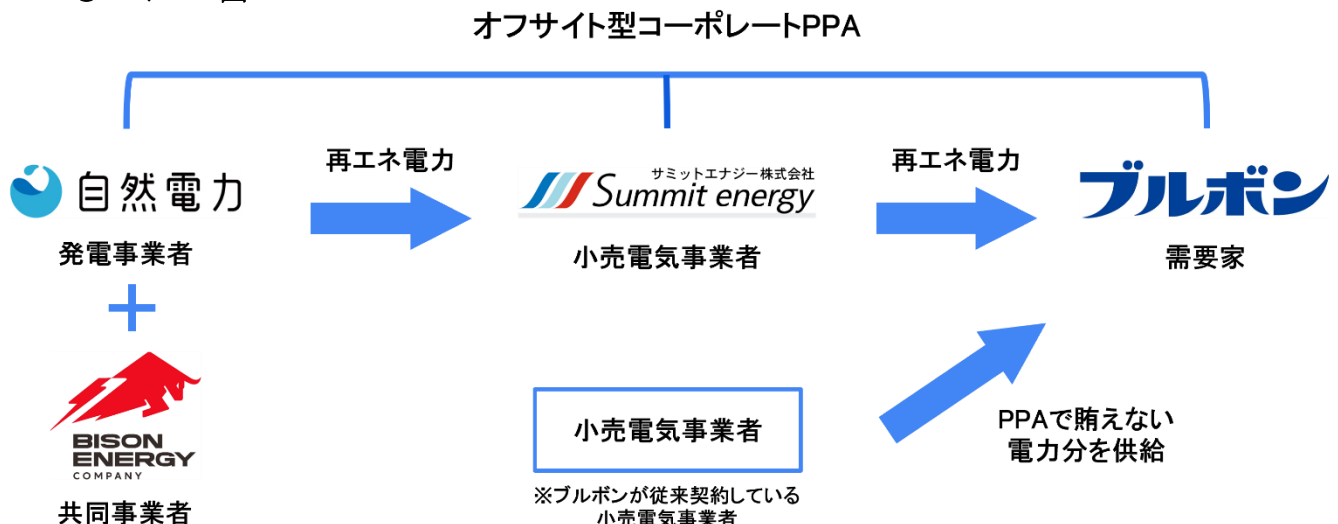 オフサイト型コーポレートPPA
自然電力
発電事業者
再エネ電力
サミットエナジー株式会社
Summit energy
小売電気事業者
再エネ電力
ブルボン
需要家
BISON
ENERGY
COMPANY
共同事業者
小売電気事業者
※ブルボンが従来契約している
小売電気事業者
PPAで賄えない
電力分を供給